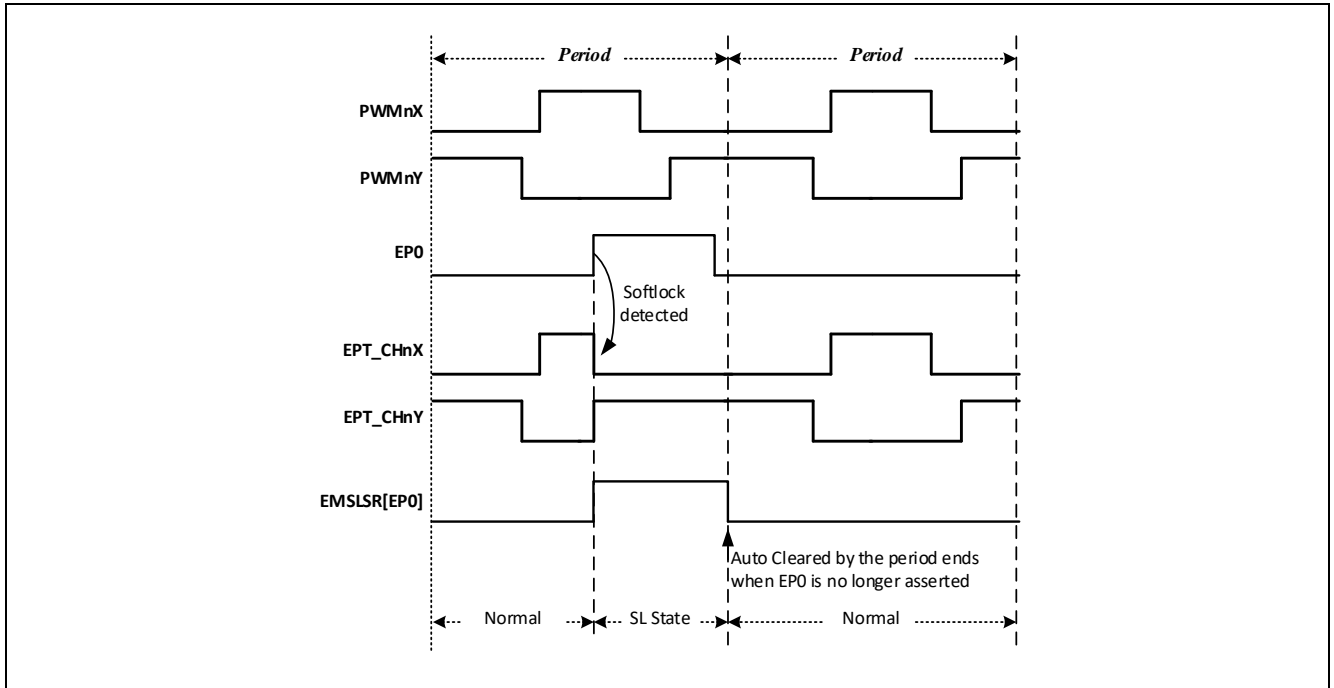 Period
Period
PWMnX
PWMnY
EP0
Softlock
detected
EPT_CHnX
EPT_CHnY
EMSLSR[EP0]
Auto Cleared by the period ends
when EP0 is no longer asserted
Normal
SL State
Normal